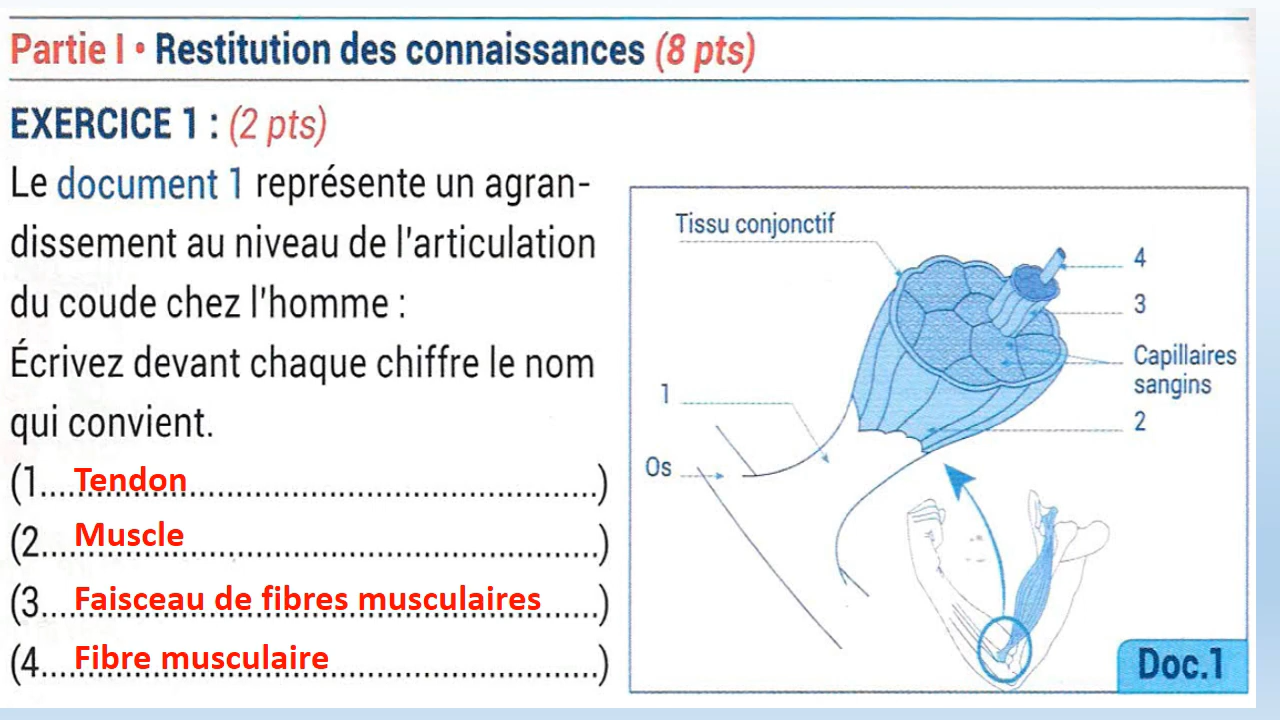 Partie I • Restitution des connaissances (8 pts)
EXERCICE 1 : (2 pts)
Le document 1 représente un agran-
dissement au niveau de l'articulation
du coude chez l'homme :
Écrivez devant chaque chiffre le nom
qui convient.
(1....Tendon............................................................)
(2....Muscle............................................................)
(3....Faisceau de fibres musculaires......)
(4....Fibre musculaire............................................)
Tissu conjonctif
4
3
Capillaires
sangins
1
2
Os
Doc.1